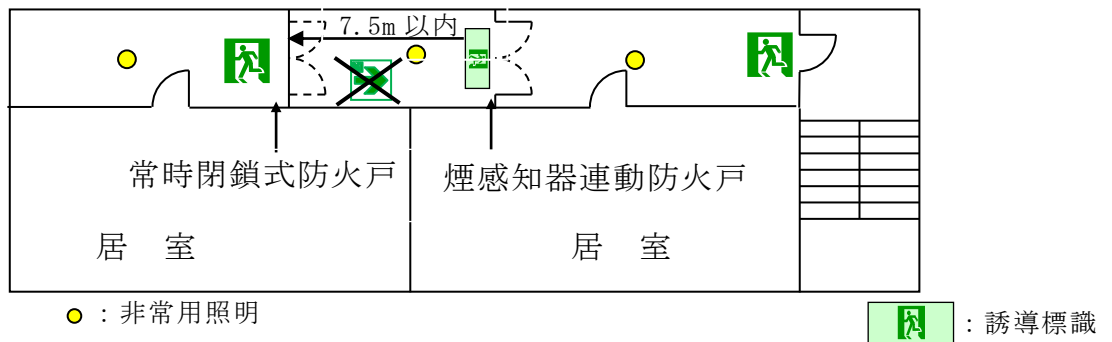 7.5m 以内
常時閉鎖式防火戸
煙感知器連動防火戸
居 室
居 室
：非常用照明
：誘導標識